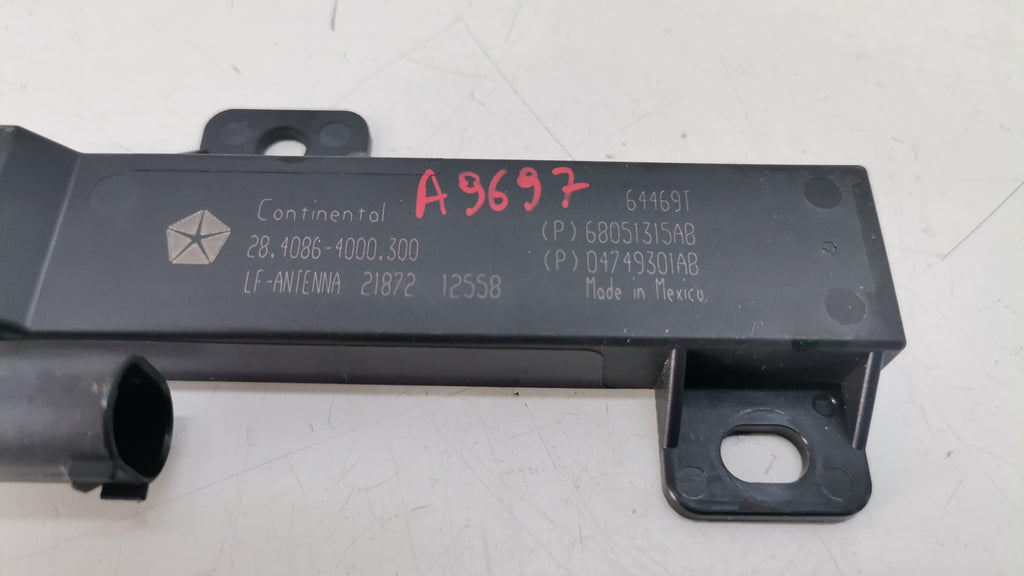 Continental
28.4086-4000.300
LF-ANTENNA 21872 12558
A9697
64469T
(P) 68051315AB
(P) 04749301AB
Made in Mexico.